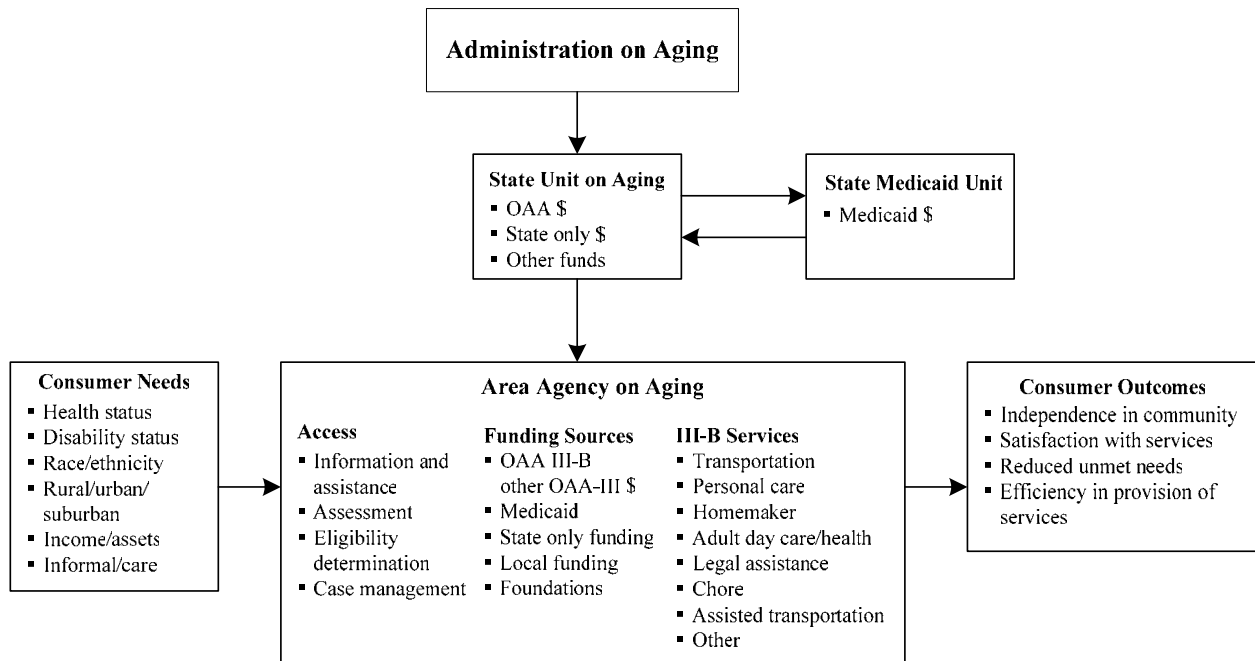 Administration on Aging
State Unit on Aging
▪ OAA $
▪ State only $
▪ Other funds
State Medicaid Unit
▪ Medicaid $
Consumer Needs
▪ Health status
▪ Disability status
▪ Race/ethnicity
▪ Rural/urban/
suburban
▪ Income/assets
▪ Informal/care
Area Agency on Aging
Access
▪ Information and
assistance
▪ Assessment
▪ Eligibility
determination
▪ Case management
Funding Sources
▪ OAA III-B
other OAA-III $
▪ Medicaid
▪ State only funding
▪ Local funding
▪ Foundations
III-B Services
▪ Transportation
▪ Personal care
▪ Homemaker
▪ Adult day care/health
▪ Legal assistance
▪ Chore
▪ Assisted transportation
▪ Other
Consumer Outcomes
▪ Independence in community
▪ Satisfaction with services
▪ Reduced unmet needs
▪ Efficiency in provision of
services